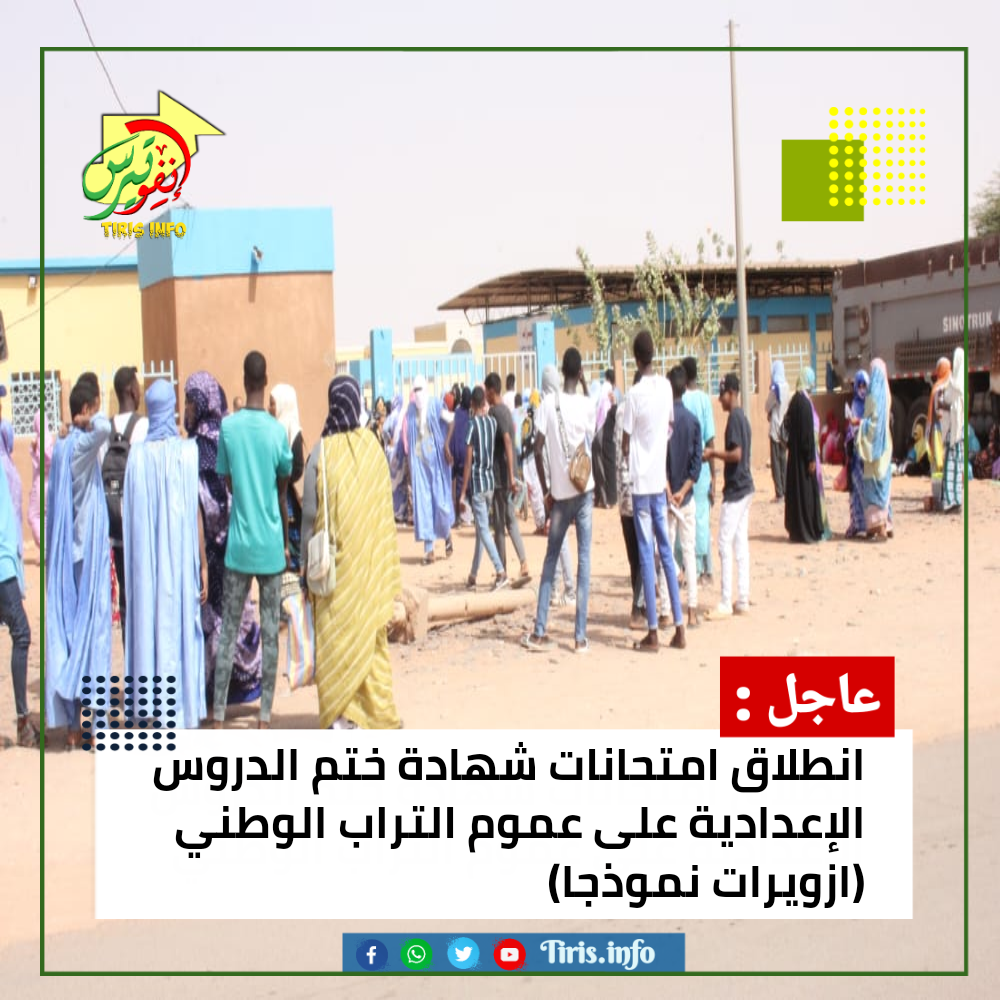 إنفو
تيرس
TIRIS INFO
SINOTRUK
عاجل :
انطلاق امتحانات شهادة ختم الدروس
الإعدادية على عموم التراب الوطني
(ازويرات نموذجا)
Tiris.info